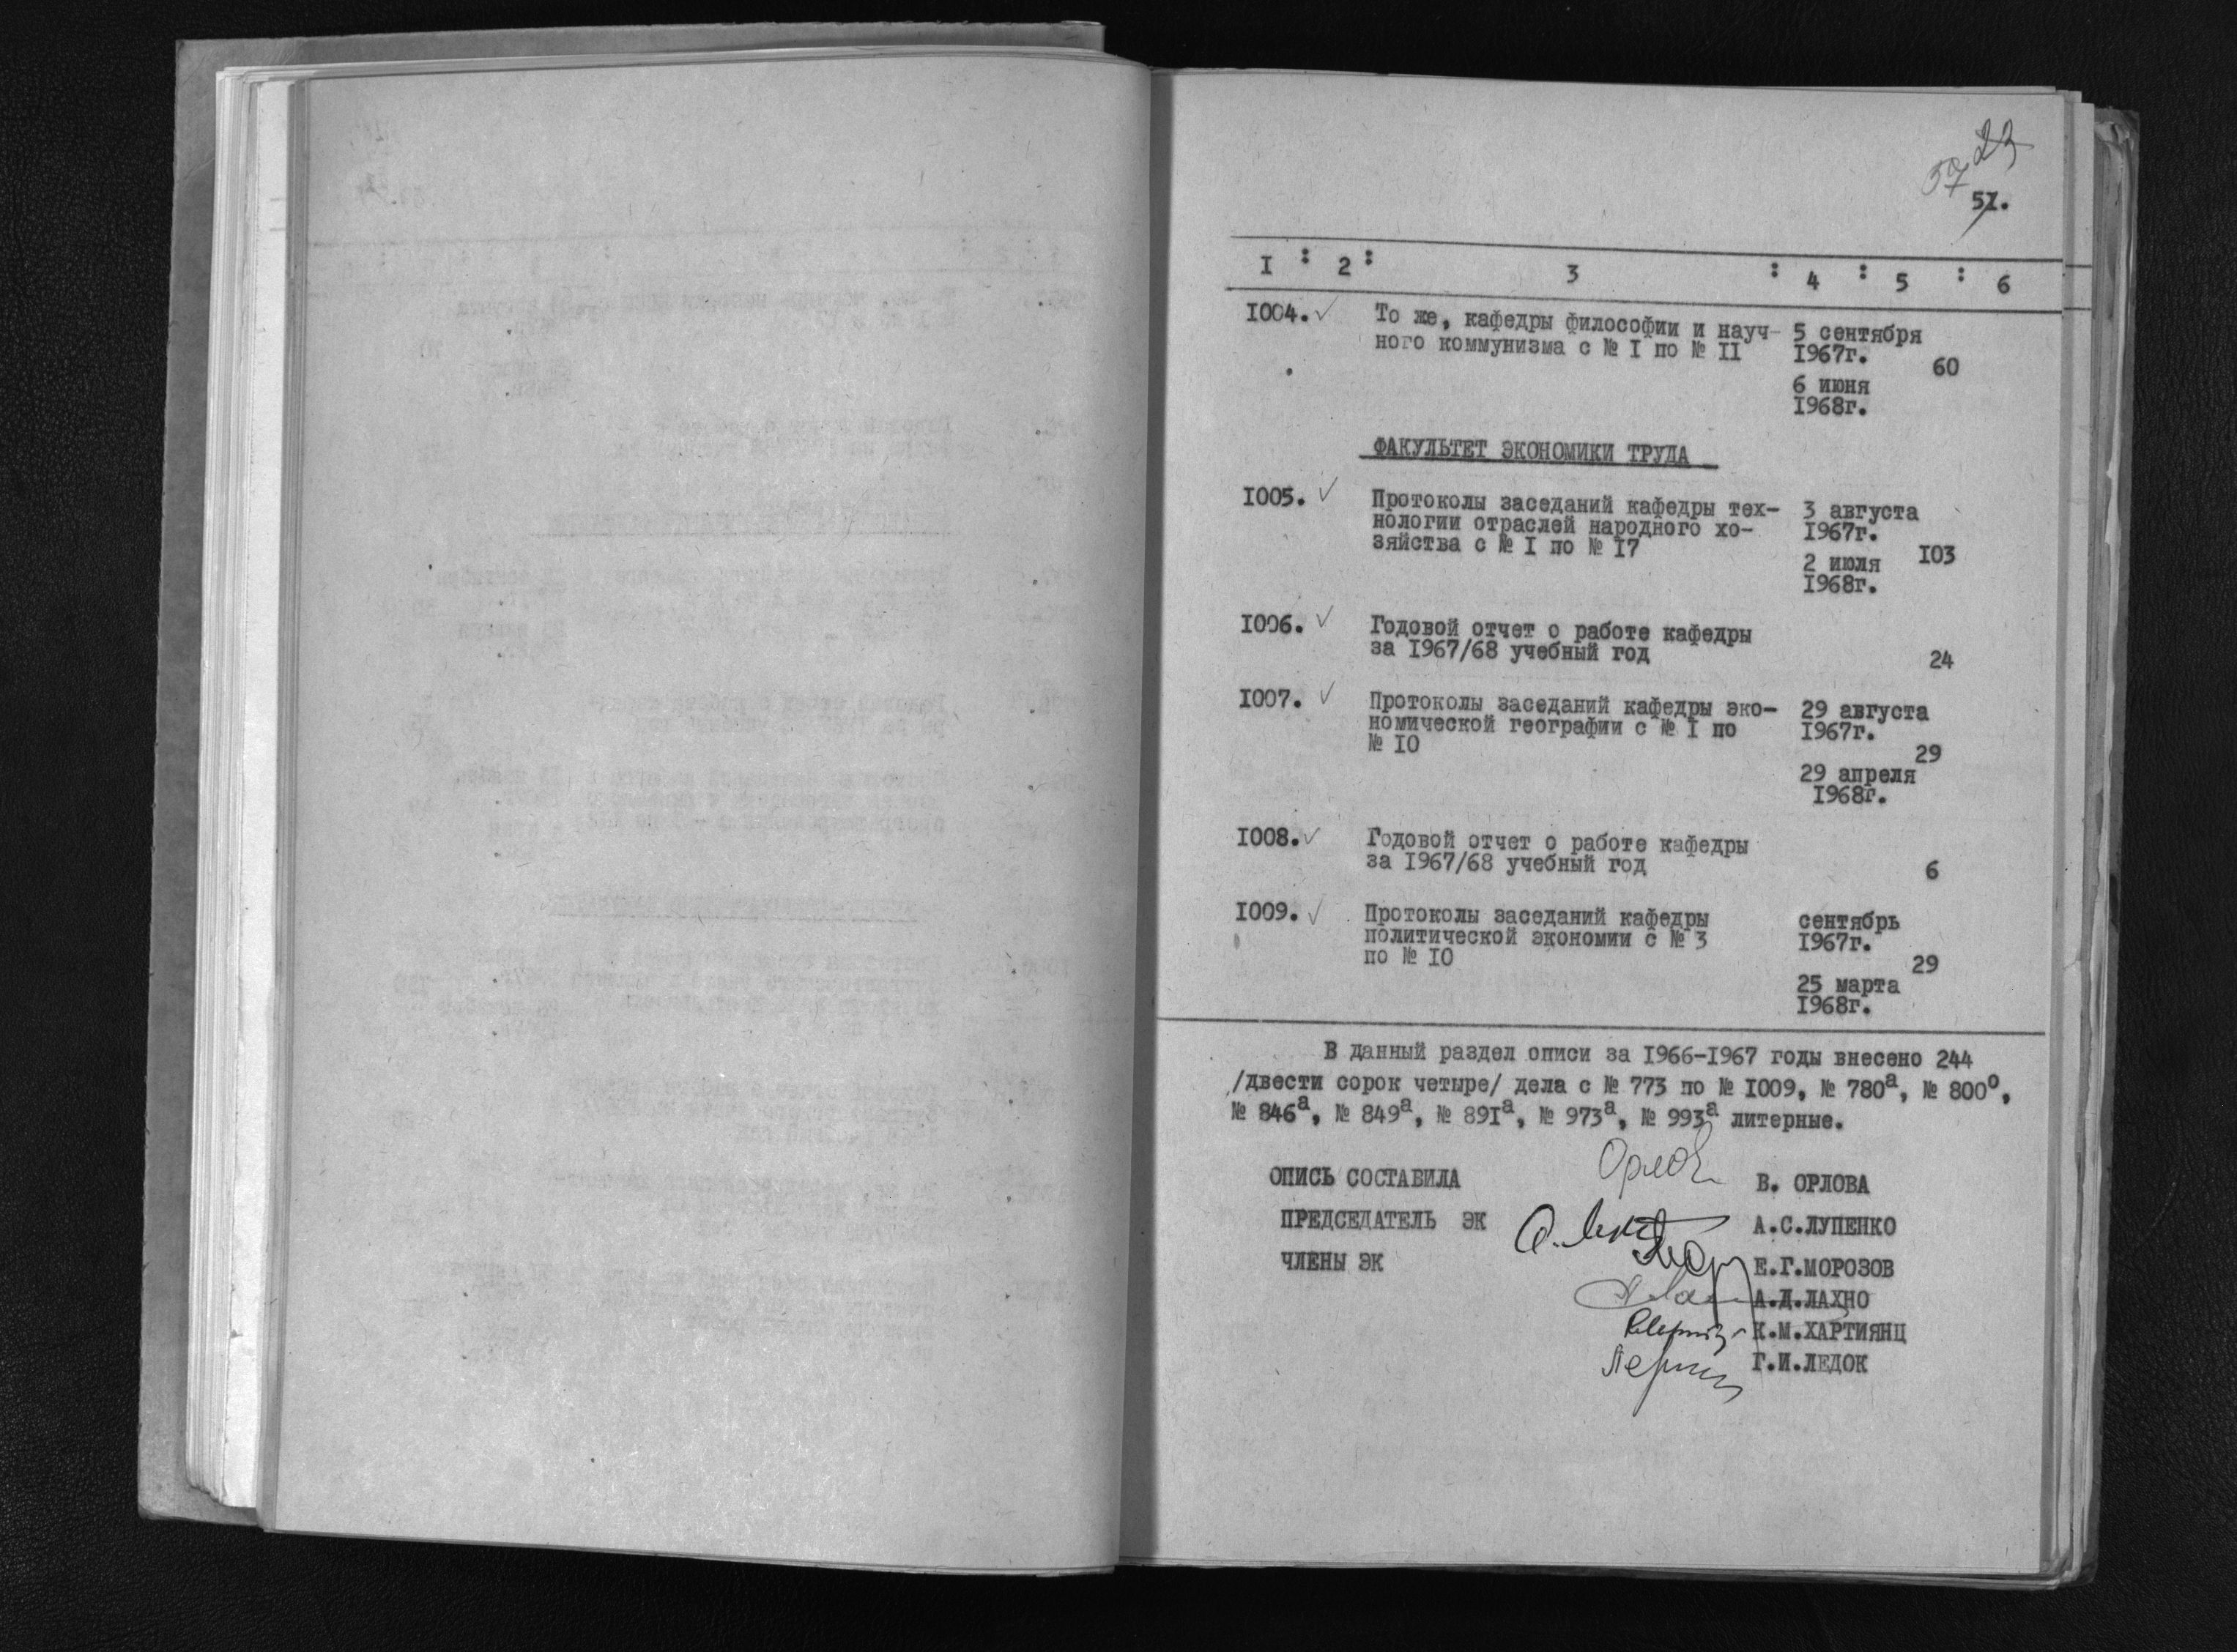 23
57
57.
I : 2 : 3 : 4 : 5 : 6
I004. ✓ То же, кафедры философии и науч- 5 сентября
ного коммунизма с № I по № II I967г.
60
6 июня
I968г.
ФАКУЛЬТЕТ ЭКОНОМИКИ ТРУДА
I005. ✓ Протоколы заседаний кафедры тех- 3 августа
нологии отраслей народного хо- I967г.
зяйства с № I по № I7 I03
2 июля
I968г.
I006. ✓ Годовой отчет о работе кафедры
за I967/68 учебный год 24
I007. ✓ Протоколы заседаний кафедры эко- 29 августа
номической географии с № I по I967г.
№ I0 29
29 апреля
I968г.
I008. ✓ Годовой отчет о работе кафедры
за I967/68 учебный год 6
I009. ✓ Протоколы заседаний кафедры сентябрь
политической экономии с № 3 I967г.
по № I0 29
25 марта
I968г.
В данный раздел описи за I966-I967 годы внесено 244
/двести сорок четыре/ дела с № 773 по № I009, № 780а, № 800о,
№ 846а, № 849а, № 89Iа, № 973а, № 993а литерные.
ОПИСЬ СОСТАВИЛА В. ОРЛОВА
ПРЕДСЕДАТЕЛЬ ЭК А.С.ЛУПЕНКО
ЧЛЕНЫ ЭК Е.Г.МОРОЗОВ
А.Д.ЛАХНО
К.М.ХАРТИЯНЦ
Г.И.ЛЕДОК